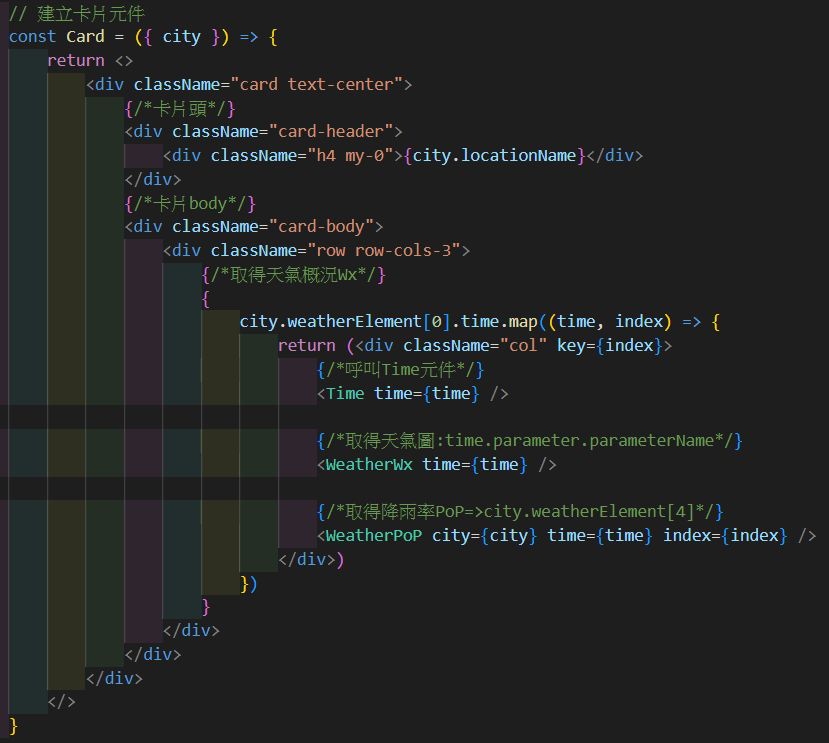 // 建立卡片元件
const Card = ({ city }) => {
    return <>
        <div className="card text-center">
            {/*卡片頭*/}
            <div className="card-header">
                <div className="h4 my-0">{city.locationName}</div>
            </div>
            {/*卡片body*/}
            <div className="card-body">
                <div className="row row-cols-3">
                    {/*取得天氣概況Wx*/}
                    {
                        city.weatherElement[0].time.map((time, index) => {
                            return (<div className="col" key={index}>
                                {/*呼叫Time元件*/}
                                <Time time={time} />

                                {/*取得天氣圖:time.parameter.parameterName*/}
                                <WeatherWx time={time} />

                                {/*取得降雨率PoP=>city.weatherElement[4]*/}
                                <WeatherPoP city={city} time={time} index={index} />
                            </div>)
                        })
                    }
                </div>
            </div>
        </div>
    </>
}